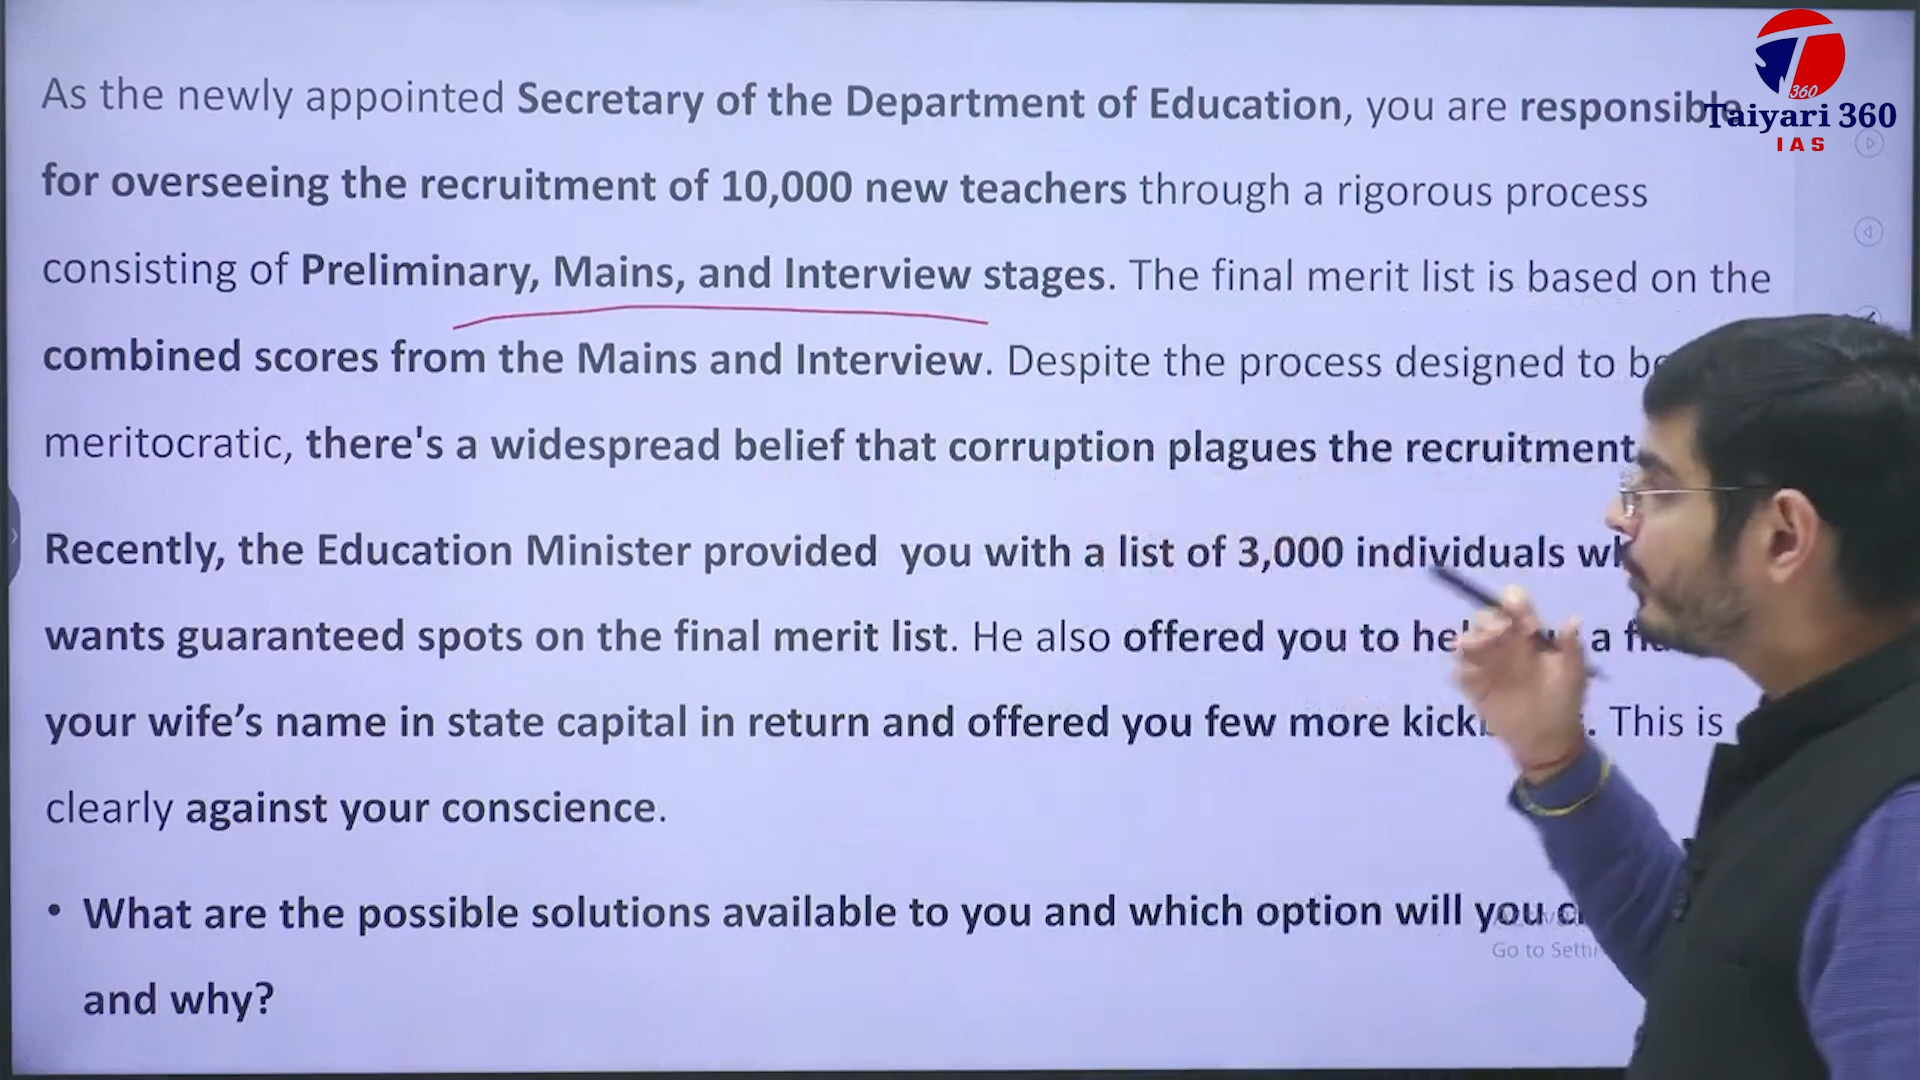 As the newly appointed Secretary of the Department of Education, you are responsible
for overseeing the recruitment of 10,000 new teachers through a rigorous process
consisting of Preliminary, Mains, and Interview stages. The final merit list is based on the
combined scores from the Mains and Interview. Despite the process designed to be
meritocratic, there's a widespread belief that corruption plagues the recruitment
Recently, the Education Minister provided you with a list of 3,000 individuals
wants guaranteed spots on the final merit list. He also offered you to a
your wife's name in state capital in return and offered you few more This is
clearly against your conscience.
• What are the possible solutions available to you and which option will you
and why?
Go to
360
Taiyari 360
IAS